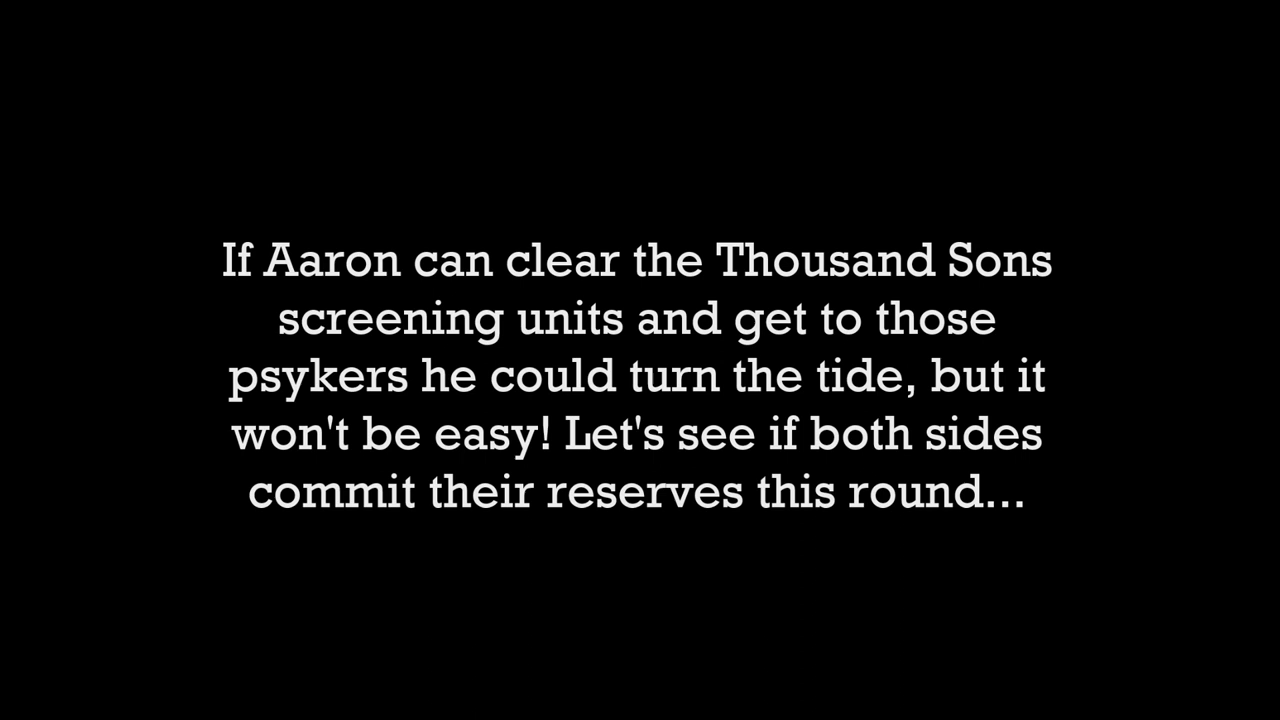 If Aaron can clear the Thousand Sons
screening units and get to those
psykers he could turn the tide, but it
won't be easy! Let's see if both sides
commit their reserves this round...